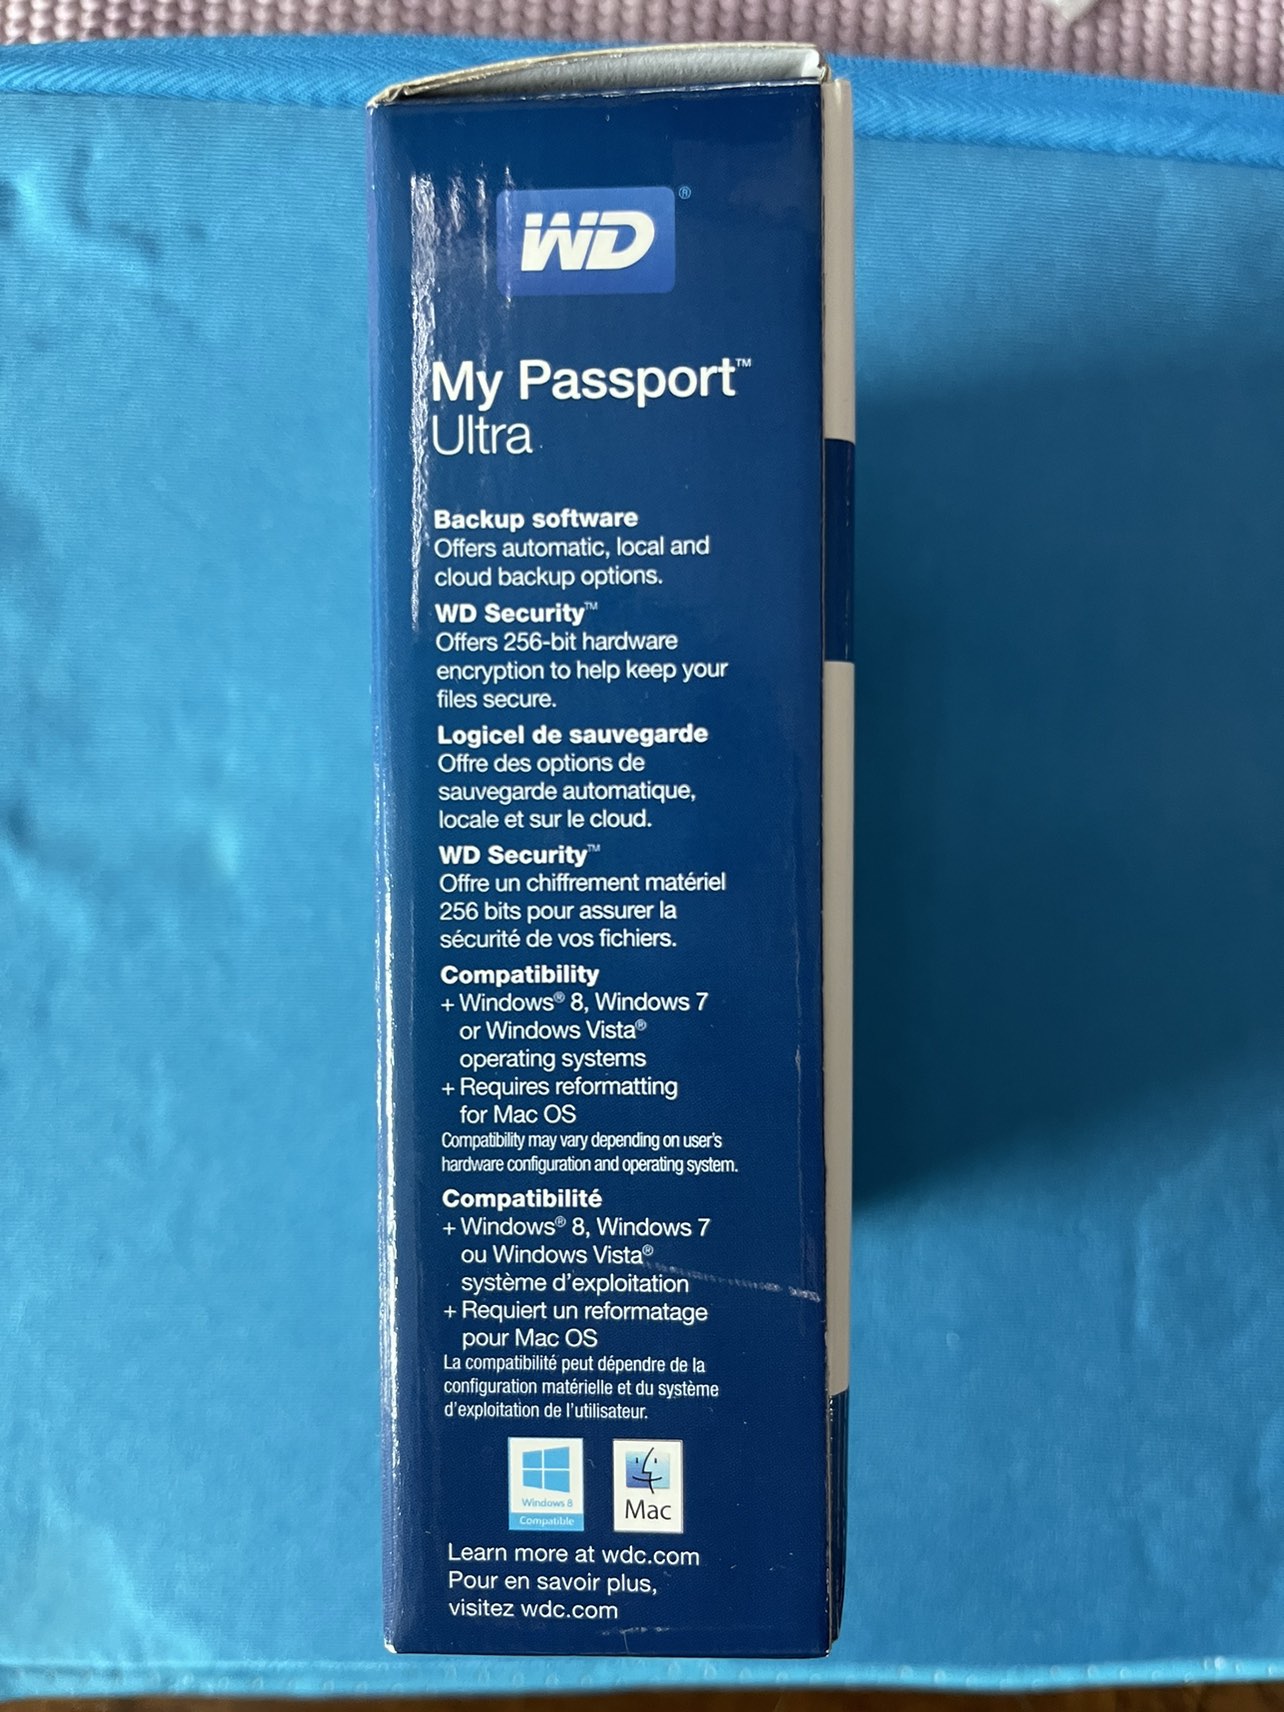 WD®
My Passport™
Ultra
Backup software
Offers automatic, local and
cloud backup options.
WD Security™
Offers 256-bit hardware
encryption to help keep your
files secure.
Logicel de sauvegarde
Offre des options de
sauvegarde automatique,
locale et sur le cloud.
WD Security™
Offre un chiffrement matériel
256 bits pour assurer la
sécurité de vos fichiers.
Compatibility
+ Windows® 8, Windows 7
or Windows Vista®
operating systems
+ Requires reformatting
for Mac OS
Compatibility may vary depending on user's
hardware configuration and operating system.
Compatibilité
+ Windows® 8, Windows 7
ou Windows Vista®
système d'exploitation
+ Requiert un reformatage
pour Mac OS
La compatibilité peut dépendre de la
configuration matérielle et du système
d'exploitation de l'utilisateur.
Windows 8
Compatible
Mac
Learn more at wdc.com
Pour en savoir plus,
visitez wdc.com